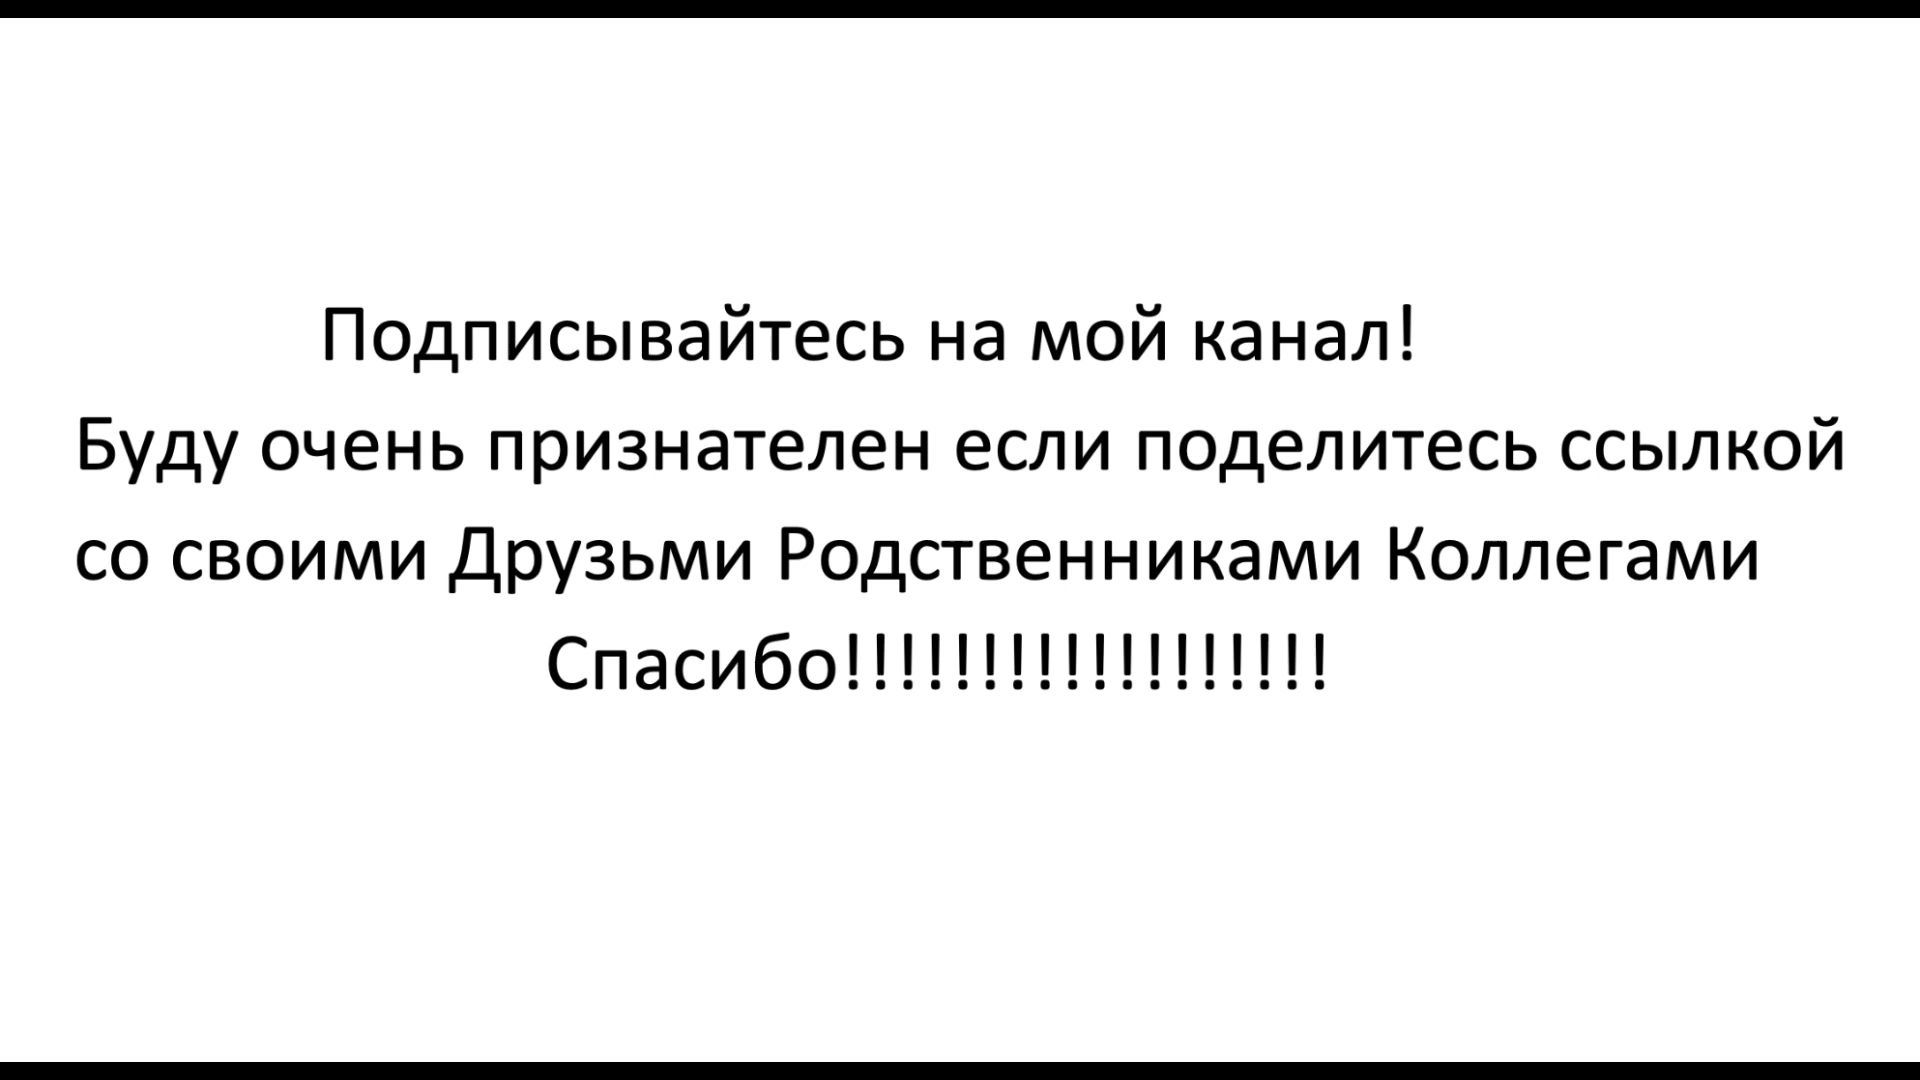 Подписывайтесь на мой канал!
Буду очень признателен если поделитесь ссылкой
со своими Друзьми Родственниками Коллегами
Спасибо!!!!!!!!!!!!!!!!!!